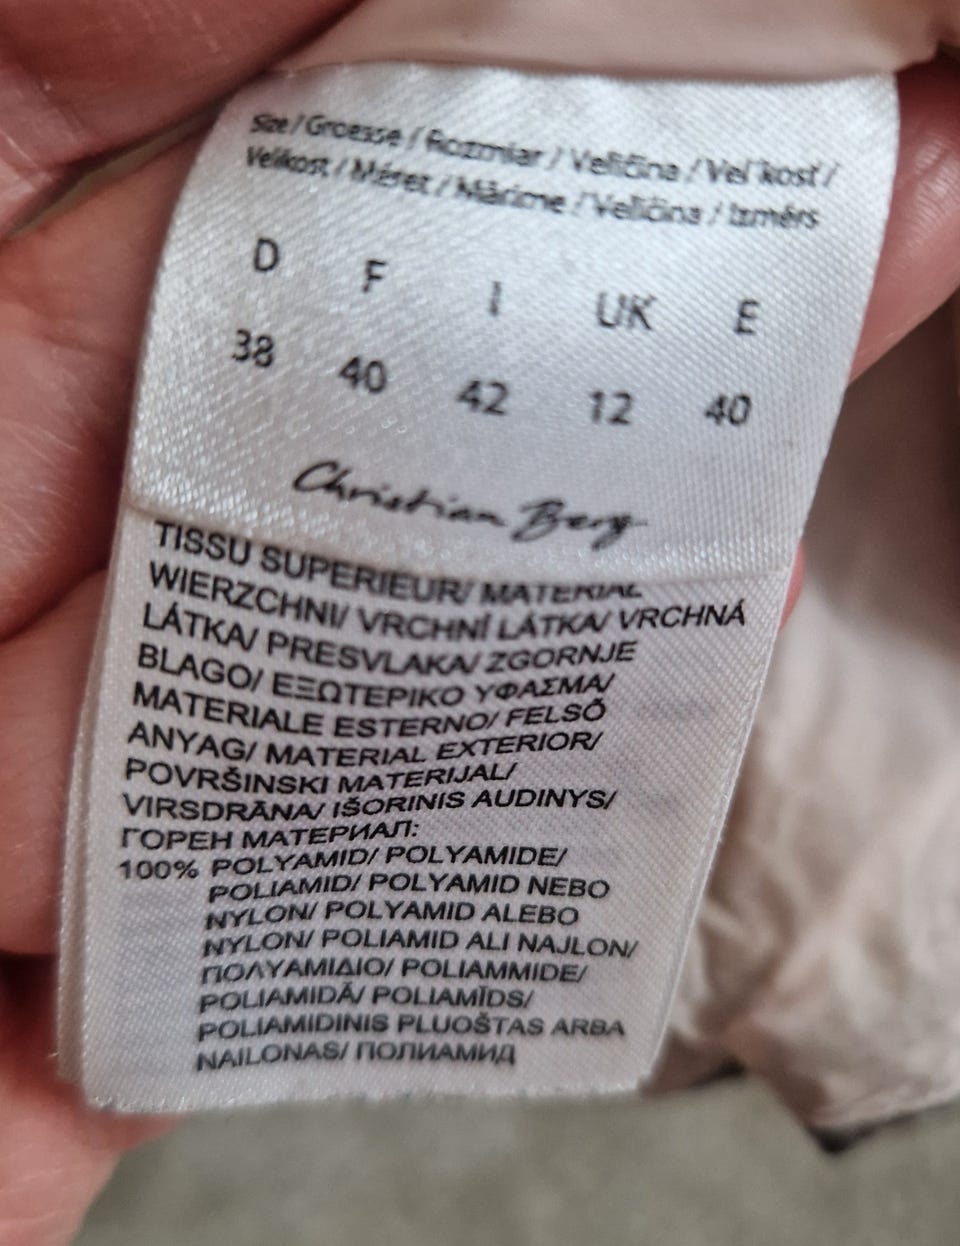 Size / Groesse / Rozmiar / Veličina / Vel'kosť /
Velikost / Méret / Mărime / Veličina / Izmērs
D F I UK E
38 40 42 12 40
Christian Berg
TISSU SUPERIEUR/ MATERIAL
WIERZCHNI/ VRCHNÍ LÁTKA/ VRCHNÁ
LÁTKA/ PRESVLAKA/ ZGORNJE
BLAGO/ ΕΞΩΤΕΡΙΚΟ ΥΦΑΣΜΑ/
MATERIALE ESTERNO/ FELSŐ
ANYAG/ MATERIAL EXTERIOR/
POVRŠINSKI MATERIJAL/
VIRSDRĀNA/ IŠORINIS AUDINYS/
ГОРЕН МАТЕРИАЛ:
100% POLYAMID/ POLYAMIDE/
POLIAMID/ POLYAMID NEBO
NYLON/ POLYAMID ALEBO
NYLON/ POLIAMID ALI NAJLON/
ΠΟΛΥΑΜΙΔΙΟ/ POLIAMMIDE/
POLIAMIDĂ/ POLIAMĪDS/
POLIAMIDINIS PLUOŠTAS ARBA
NAILONAS/ ПОЛИАМИД